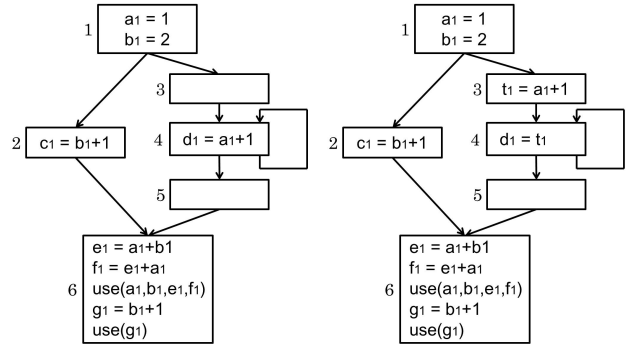 1
a1 = 1
b1 = 2
3
2
c1 = b1+1
4
d1 = a1+1
5
6
e1 = a1+b1
f1 = e1+a1
use(a1,b1,e1,f1)
g1 = b1+1
use(g1)
1
a1 = 1
b1 = 2
3
t1 = a1+1
2
c1 = b1+1
4
d1 = t1
5
6
e1 = a1+b1
f1 = e1+a1
use(a1,b1,e1,f1)
g1 = b1+1
use(g1)